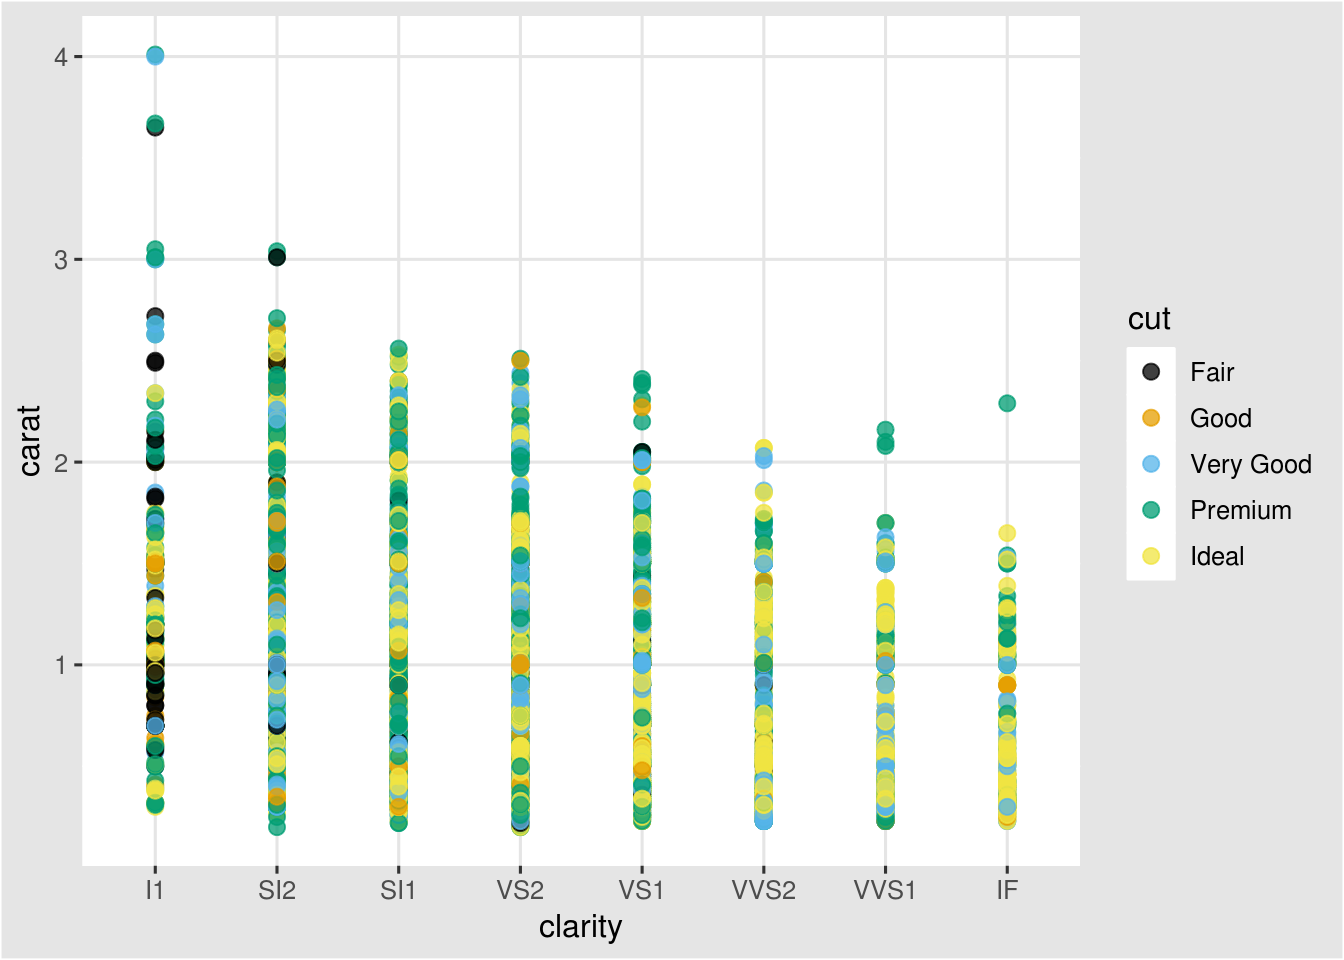 4
3
2
1
carat
I1 SI2 SI1 VS2 VS1 VVS2 VVS1 IF
clarity
cut
Fair
Good
Very Good
Premium
Ideal